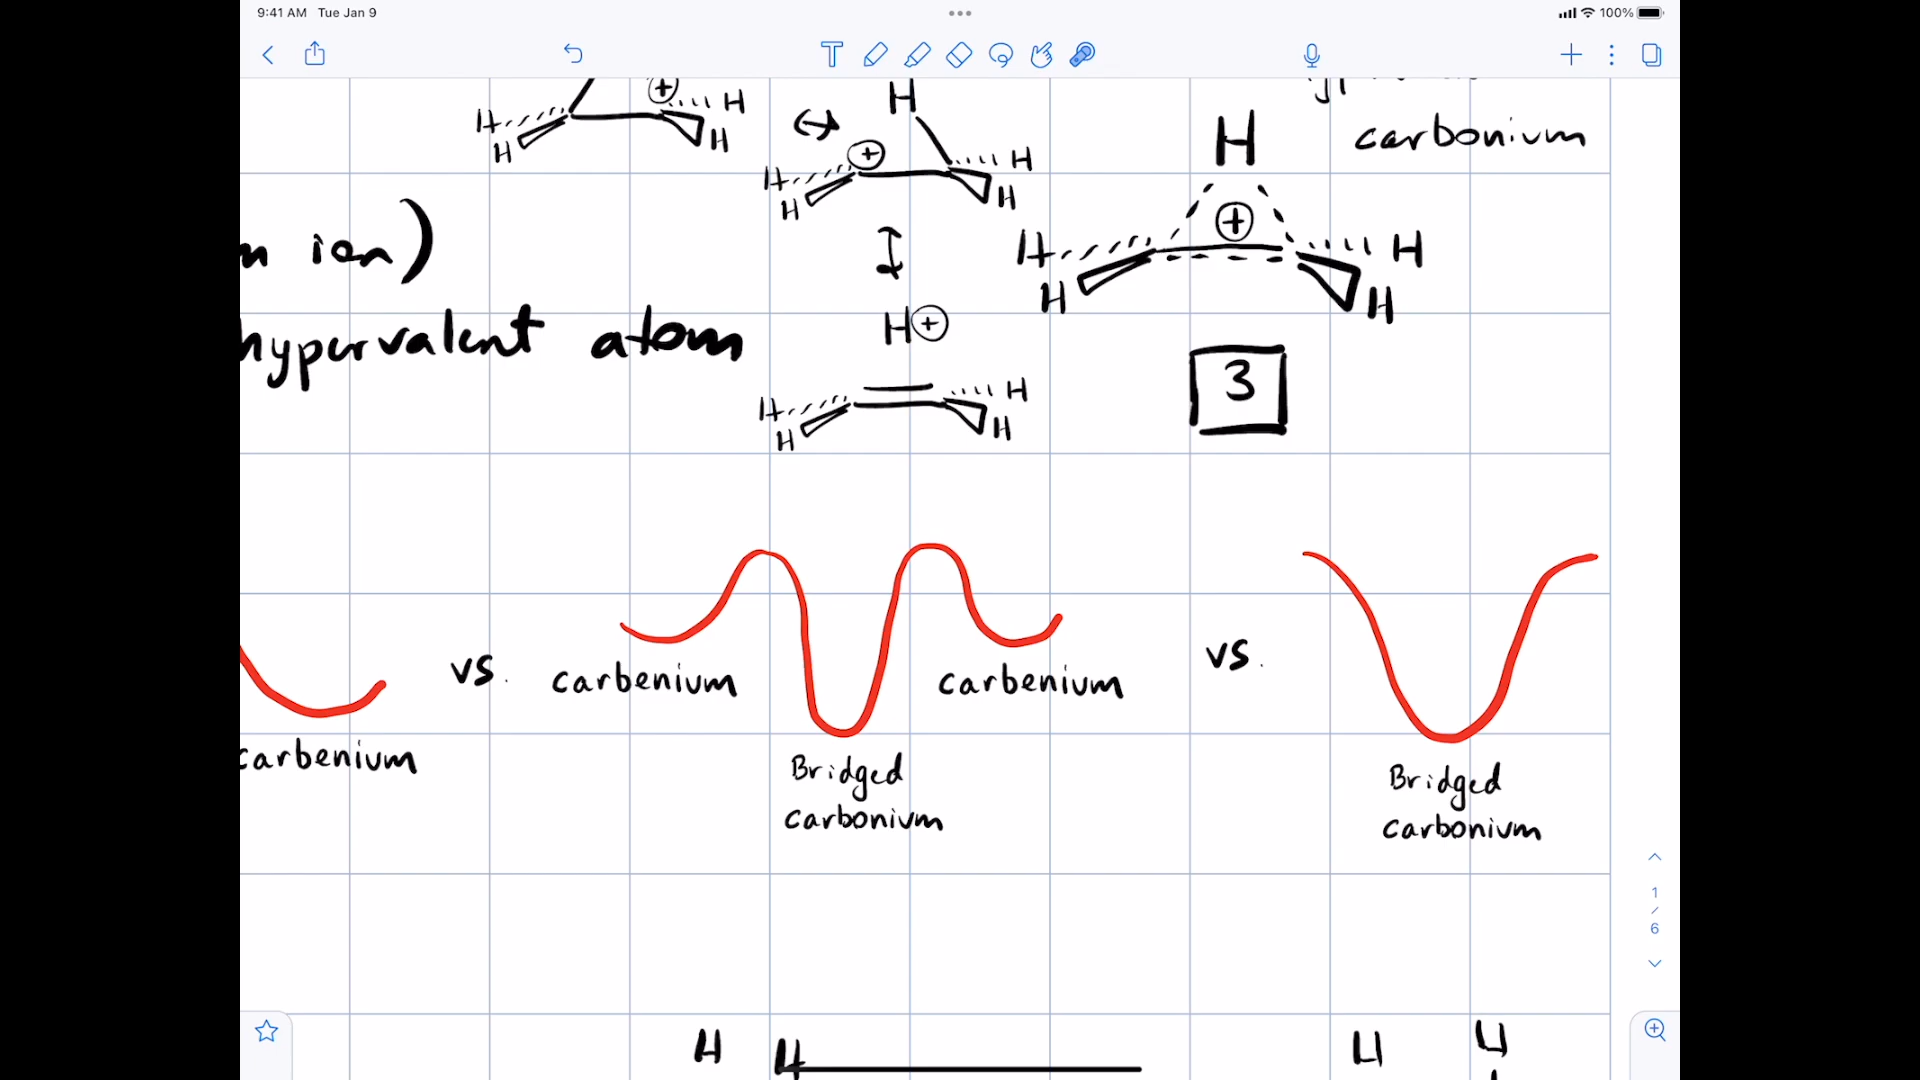 9:41 AM Tue Jan 9
100%
H H H H
H
H H H H
H
carbonium
H H H H
m ion)
hypervalent atom
H+
H H H H
3
vs.
carbenium
carbenium
vs.
carbenium
Bridged
carbonium
Bridged
carbonium
1
/
6
H H
H H